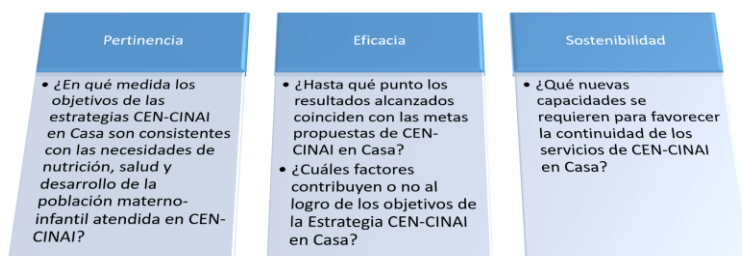 Pertinencia
• ¿En qué medida los
objetivos de las
estrategias CEN-CINAI
en Casa son consistentes
con las necesidades de
nutrición, salud y
desarrollo de la
población materno-
infantil atendida en CEN-
CINAI?
Eficacia
• ¿Hasta qué punto los
resultados alcanzados
coinciden con las metas
propuestas de CEN-
CINAI en Casa?
• ¿Cuáles factores
contribuyen o no al
logro de los objetivos de
la Estrategia CEN-CINAI
en Casa?
Sostenibilidad
• ¿Qué nuevas
capacidades se
requieren para favorecer
la continuidad de los
servicios de CEN-CINAI
en Casa?